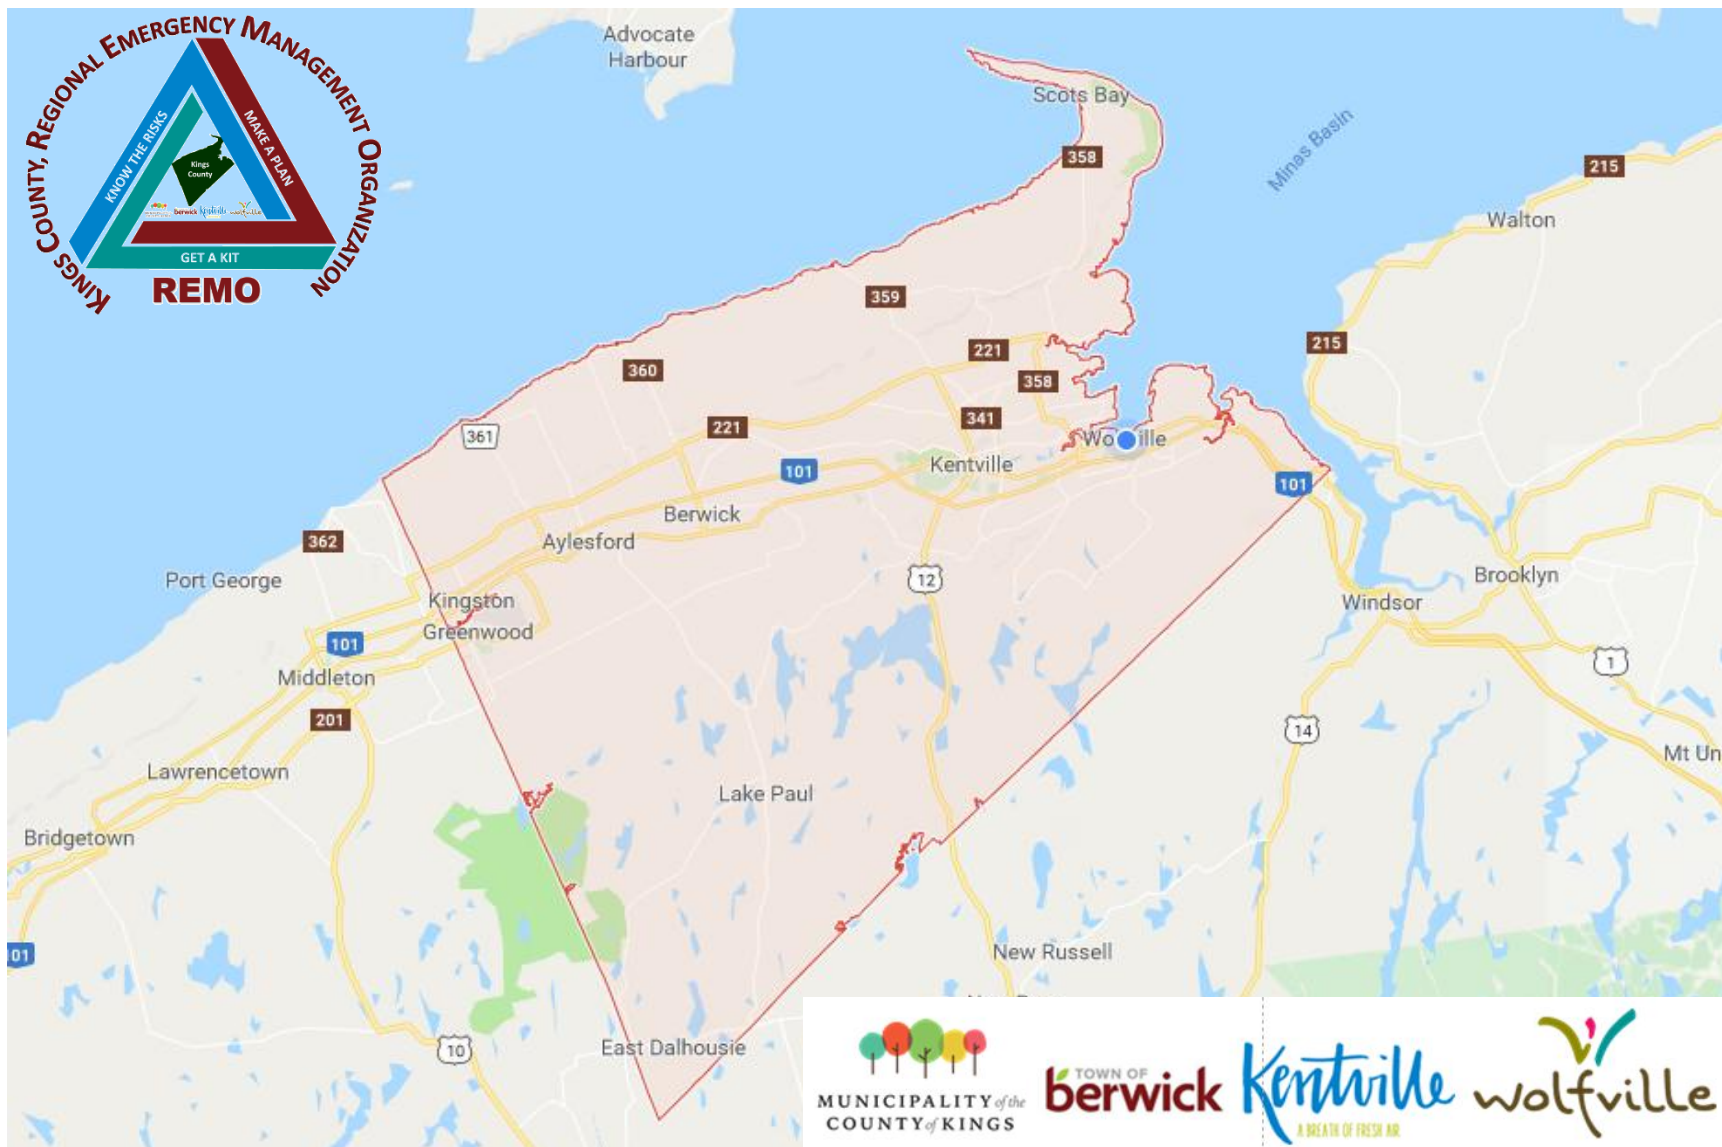 KINGS COUNTY, REGIONAL EMERGENCY MANAGEMENT ORGANIZATION
KNOW THE RISKS
MAKE A PLAN
GET A KIT
Kings
County
berwick Kentville wolfville
REMO
Advocate
Harbour
Scots Bay
358
Minas Basin
215
Walton
359
215
221
360
358
341
361
221
Wo ille
Kentville
101
101
Berwick
362
Aylesford
Port George
12
Brooklyn
Kingston
Windsor
Greenwood
101
1
Middleton
201
14
Mt Un
Lawrencetown
Lake Paul
Bridgetown
New Russell
101
East Dalhousie
10
MUNICIPALITY of the
COUNTY of KINGS
TOWN OF
berwick
Kentville
A BREATH OF FRESH AIR
wolfville